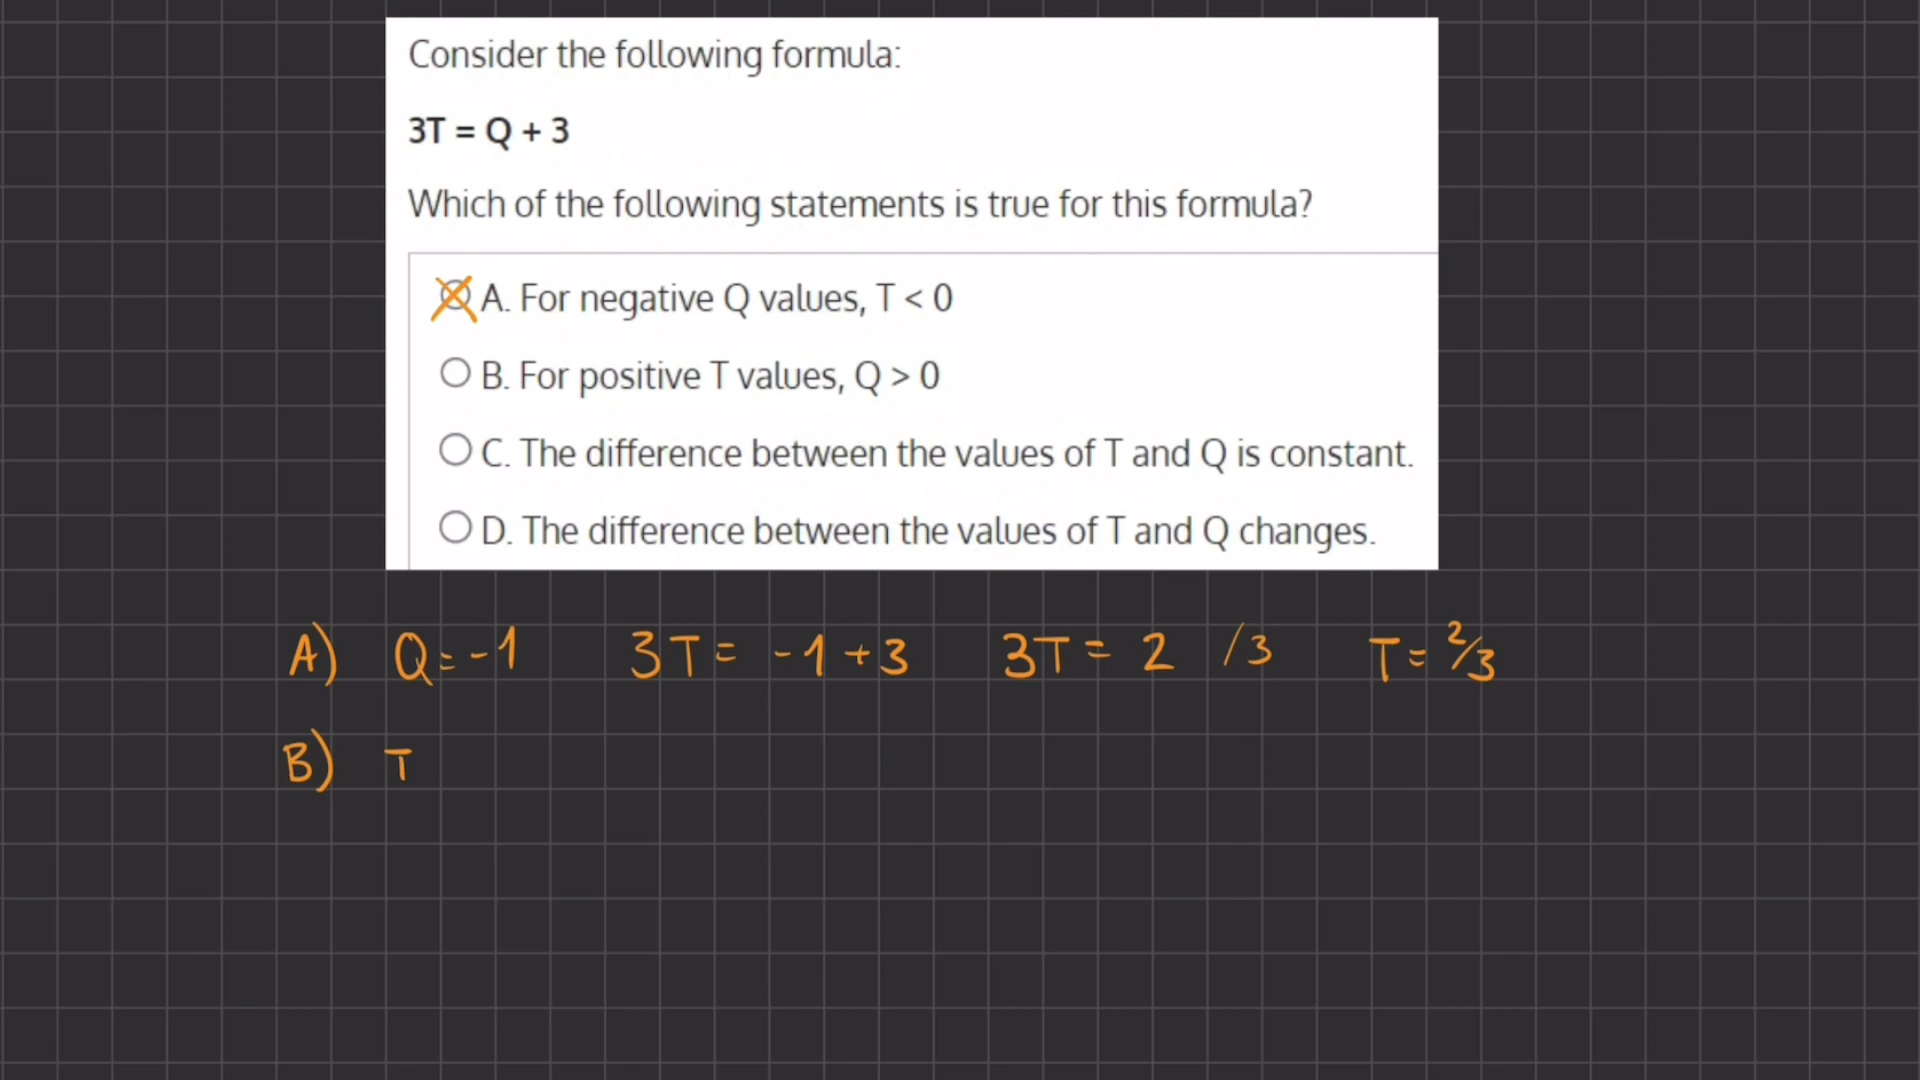 Consider the following formula:
3T = Q + 3
Which of the following statements is true for this formula?
A. For negative Q values, T < 0
B. For positive T values, Q > 0
C. The difference between the values of T and Q is constant.
D. The difference between the values of T and Q changes.
A) Q=-1 3T= -1+3 3T= 2 /3 T=2/3
B) T